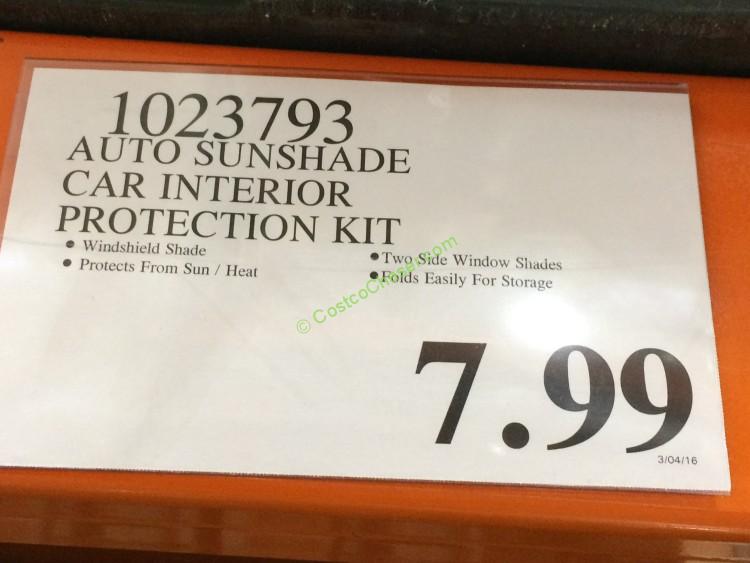 1023793
AUTO SUNSHADE
CAR INTERIOR
PROTECTION KIT
• Windshield Shade
• Protects From Sun / Heat
• Two Side Window Shades
• Folds Easily For Storage
© CostcoChaser.com
7.99
3/04/16